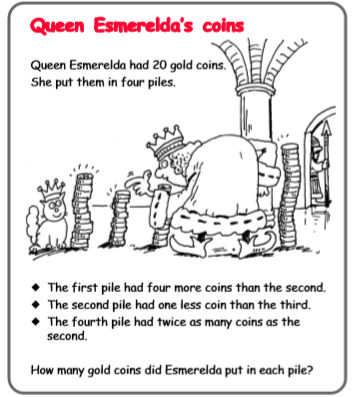 Queen Esmerelda's coins
Queen Esmerelda had 20 gold coins.
She put them in four piles.
◆ The first pile had four more coins than the second.
◆ The second pile had one less coin than the third.
◆ The fourth pile had twice as many coins as the
second.
How many gold coins did Esmerelda put in each pile?